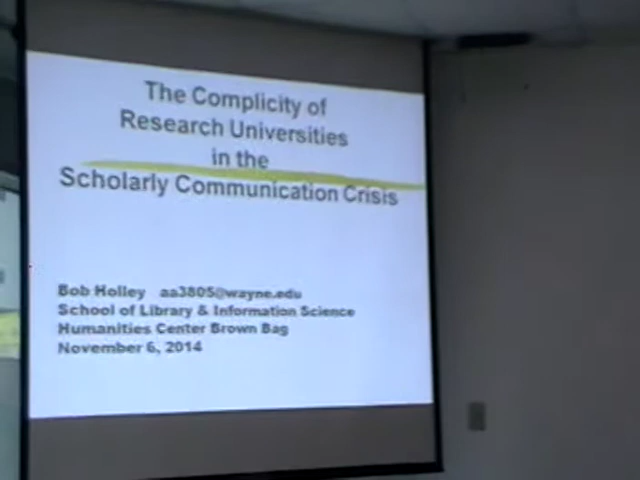 The Complicity of
Research Universities
in the
Scholarly Communication Crisis
Bob Holley aa3805@wayne.edu
School of Library & Information Science
Humanities Center Brown Bag
November 6, 2014